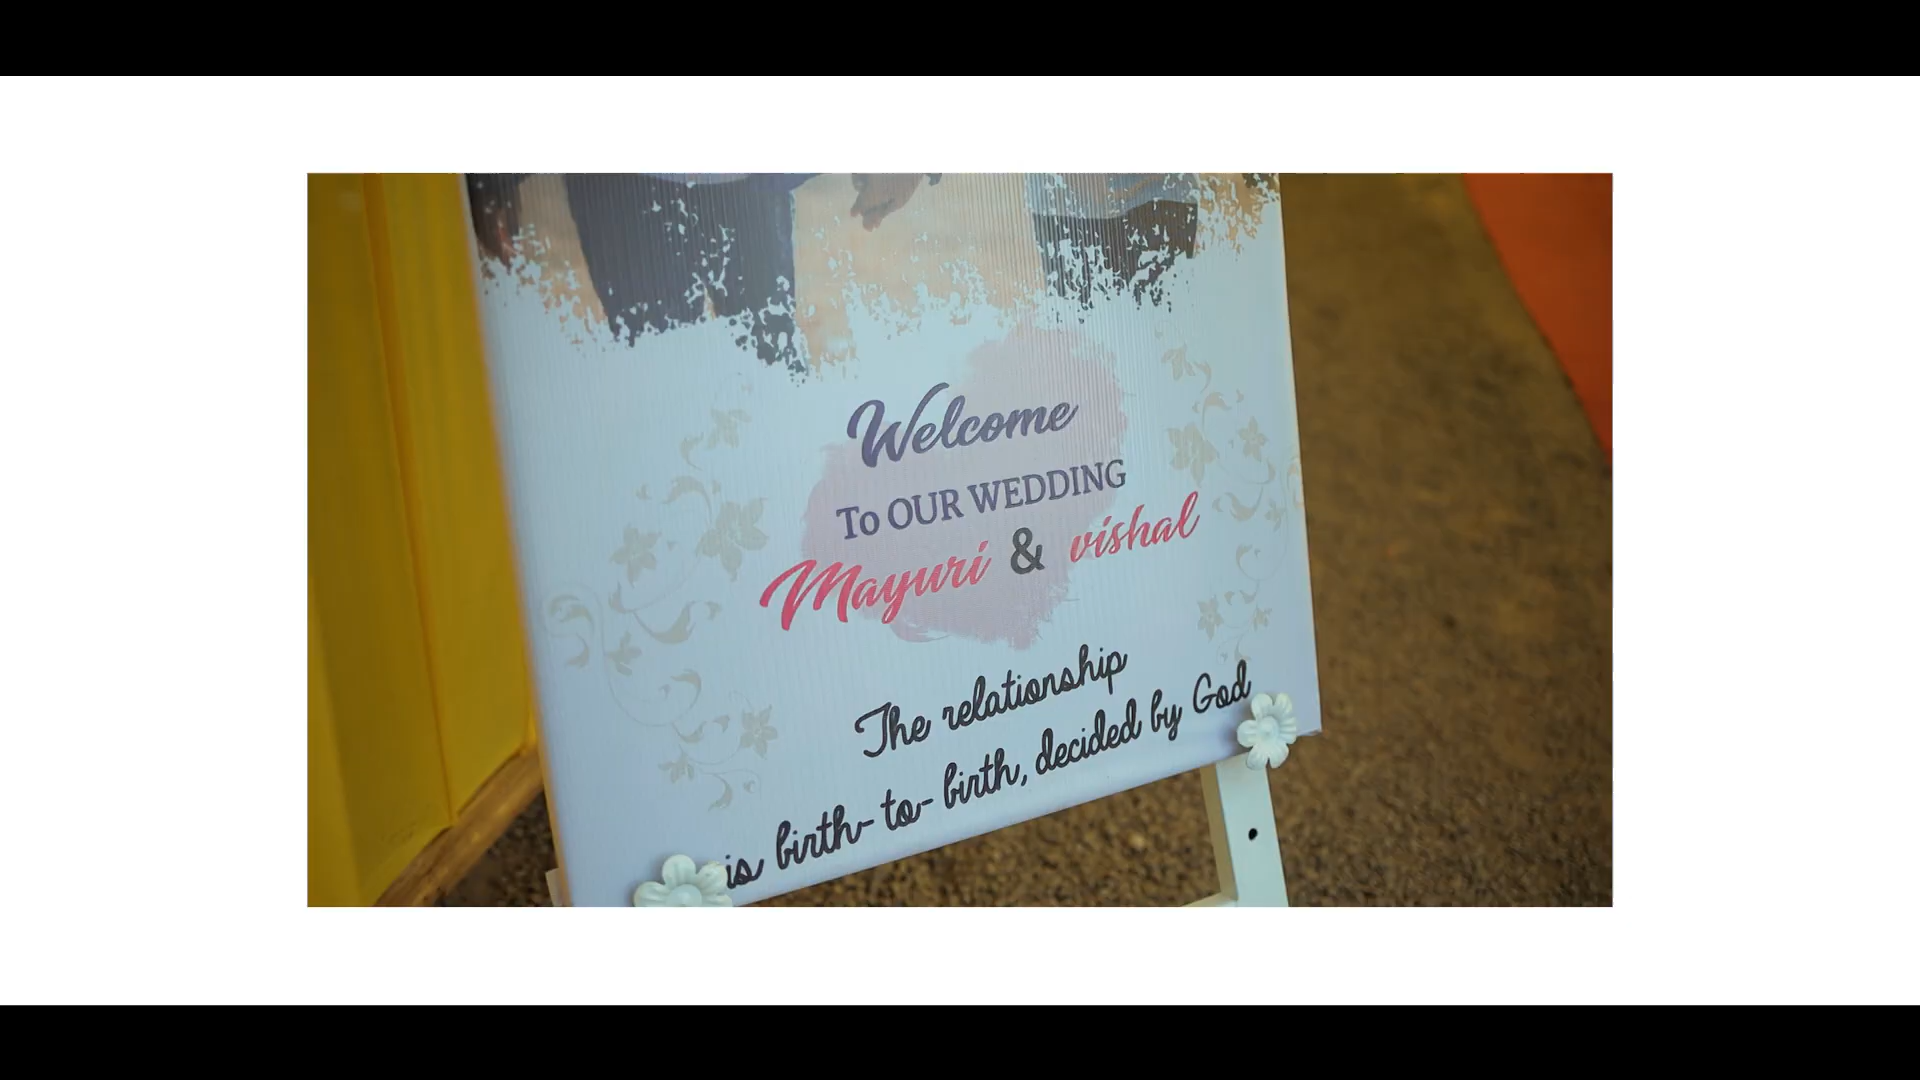 Welcome
To OUR WEDDING
Mayuri & vishal
The relationship
is birth-to-birth, decided by God